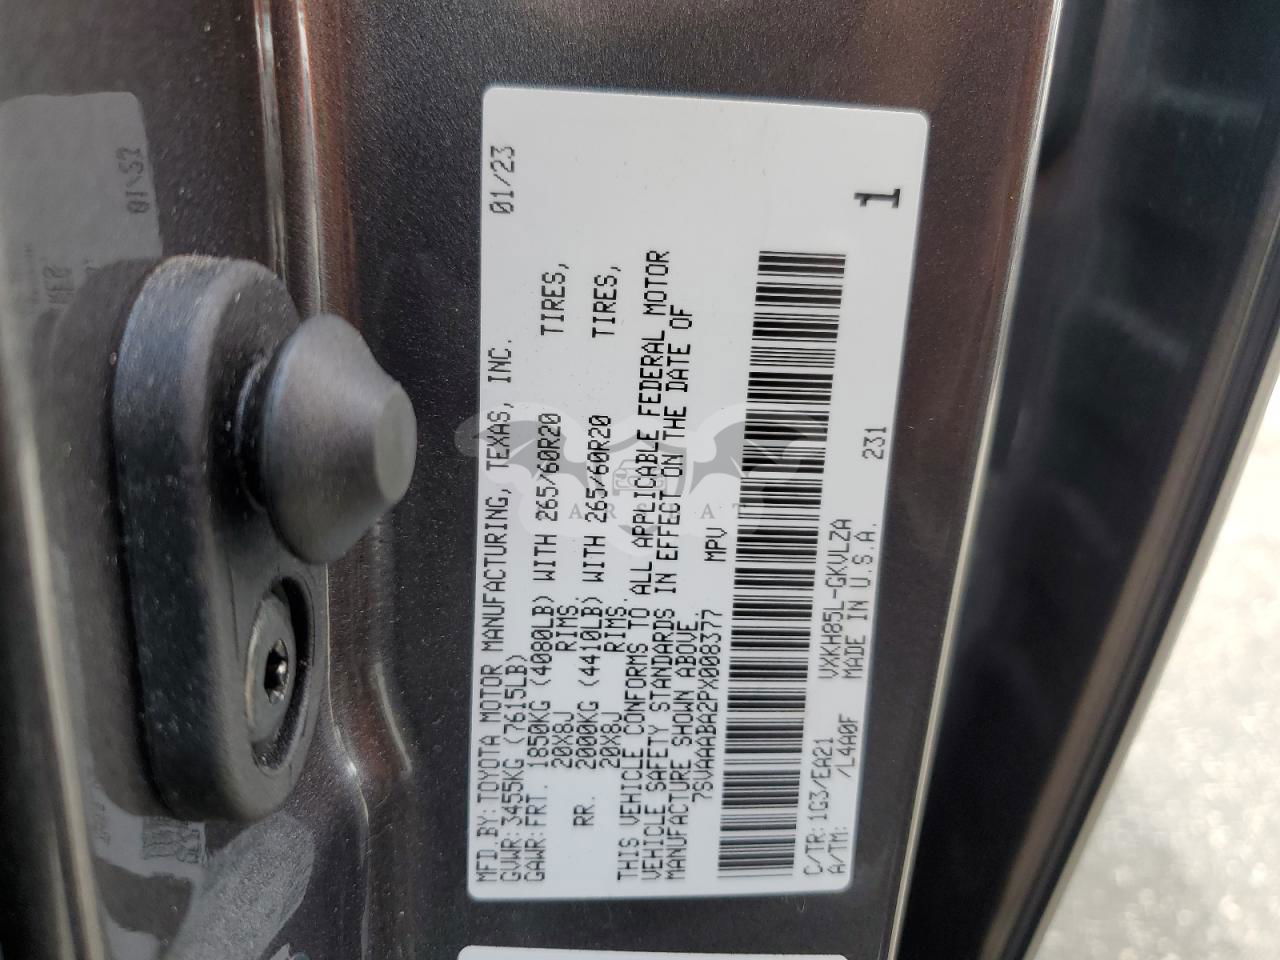 01/23
MFD.BY:TOYOTA MOTOR MANUFACTURING, TEXAS, INC.
GVWR:3455KG (7615LB)
GAWR:FRT. 1850KG (4080LB) WITH 265/60R20 TIRES,
20X8J RIMS.
RR. 2000KG (4410LB) WITH 265/60R20 TIRES,
20X8J RIMS.
THIS VEHICLE CONFORMS TO ALL APPLICABLE FEDERAL MOTOR
VEHICLE SAFETY STANDARDS IN EFFECT ON THE DATE OF
MANUFACTURE SHOWN ABOVE.
7SVAAABA2PX008377 MPV
1
C/TR:1G3/EA21 VXKH85L-GKVLZA 231
A/TM: /L4A0F MADE IN U.S.A.